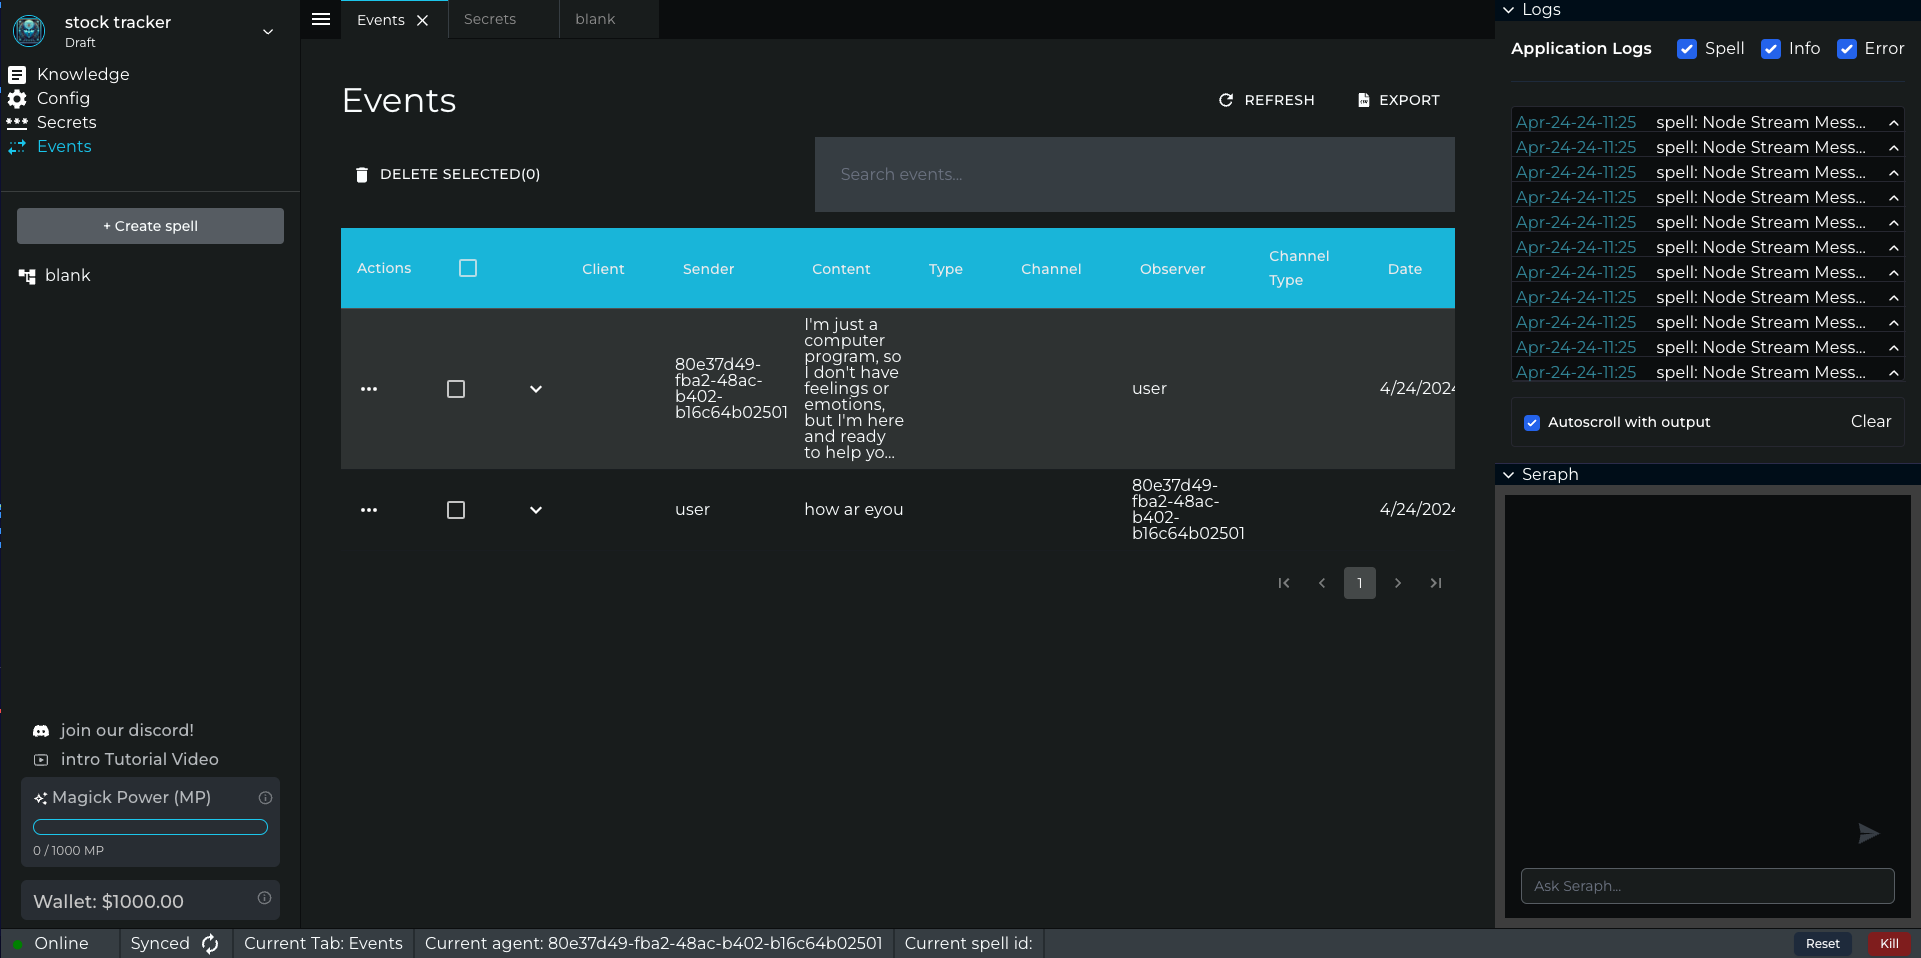 stock tracker
Draft
Knowledge
Config
Secrets
Events
+ Create spell
blank
join our discord!
intro Tutorial Video
Magick Power (MP)
0 / 1000 MP
Wallet: $1000.00
Events
Secrets
blank
Events
REFRESH
EXPORT
DELETE SELECTED(0)
Search events...
Actions
Client
Sender
Content
Type
Channel
Observer
Channel
Type
Date
80e37d49-
fba2-48ac-
b402-
b16c64b02501
I'm just a
computer
program, so
I don't have
feelings or
emotions,
but I'm here
and ready
to help yo...
user
4/24/2024
user
how ar eyou
80e37d49-
fba2-48ac-
b402-
b16c64b02501
4/24/2024
1
Logs
Application Logs
Spell
Info
Error
Apr-24-24-11:25 spell: Node Stream Mess...
Apr-24-24-11:25 spell: Node Stream Mess...
Apr-24-24-11:25 spell: Node Stream Mess...
Apr-24-24-11:25 spell: Node Stream Mess...
Apr-24-24-11:25 spell: Node Stream Mess...
Apr-24-24-11:25 spell: Node Stream Mess...
Apr-24-24-11:25 spell: Node Stream Mess...
Apr-24-24-11:25 spell: Node Stream Mess...
Apr-24-24-11:25 spell: Node Stream Mess...
Apr-24-24-11:25 spell: Node Stream Mess...
Apr-24-24-11:25 spell: Node Stream Mess...
Autoscroll with output
Clear
Seraph
Ask Seraph...
Online
Synced
Current Tab: Events
Current agent: 80e37d49-fba2-48ac-b402-b16c64b02501
Current spell id:
Reset
Kill